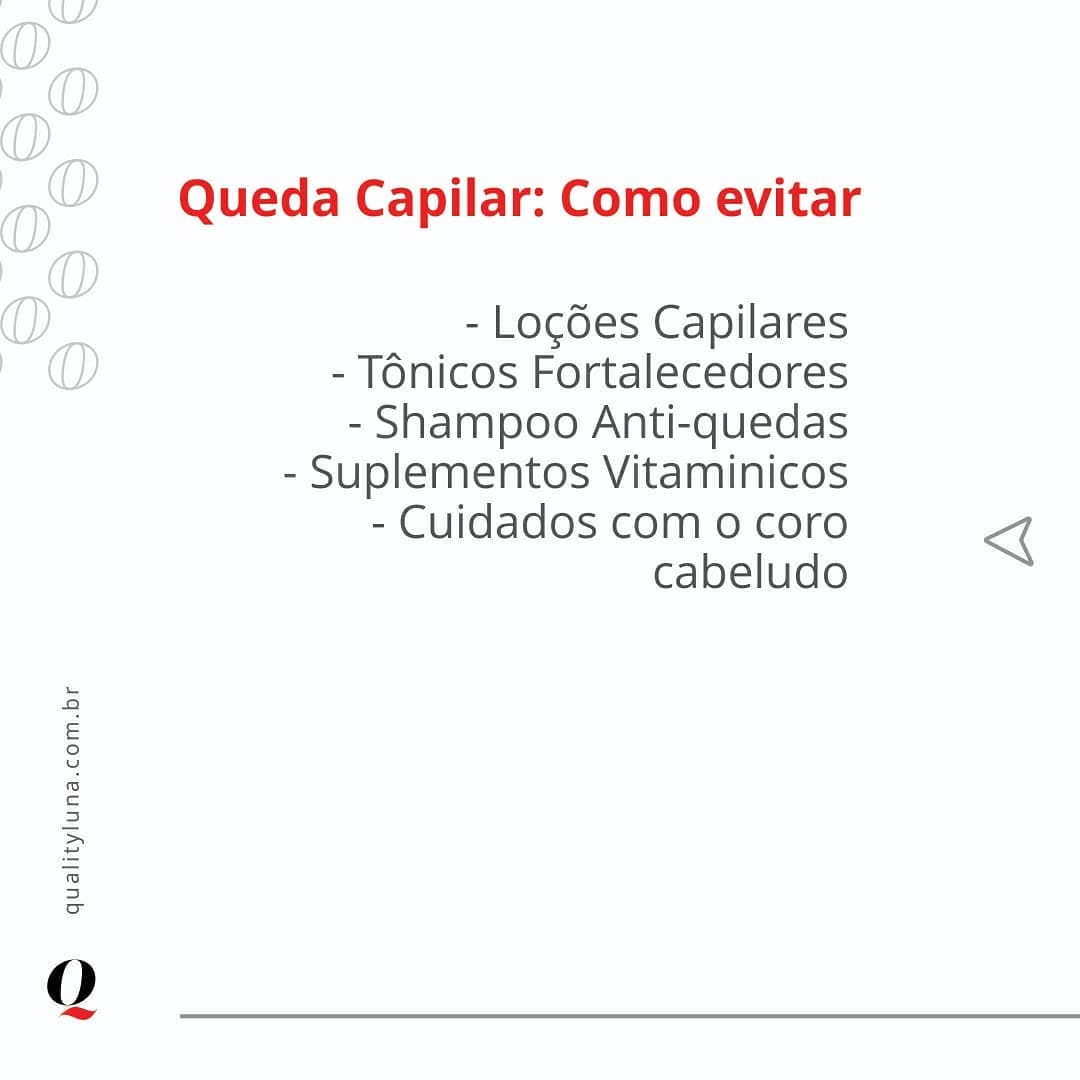 Queda Capilar: Como evitar
- Loções Capilares
- Tônicos Fortalecedores
- Shampoo Anti-quedas
- Suplementos Vitaminicos
- Cuidados com o coro
cabeludo
qualityluna.com.br
Q